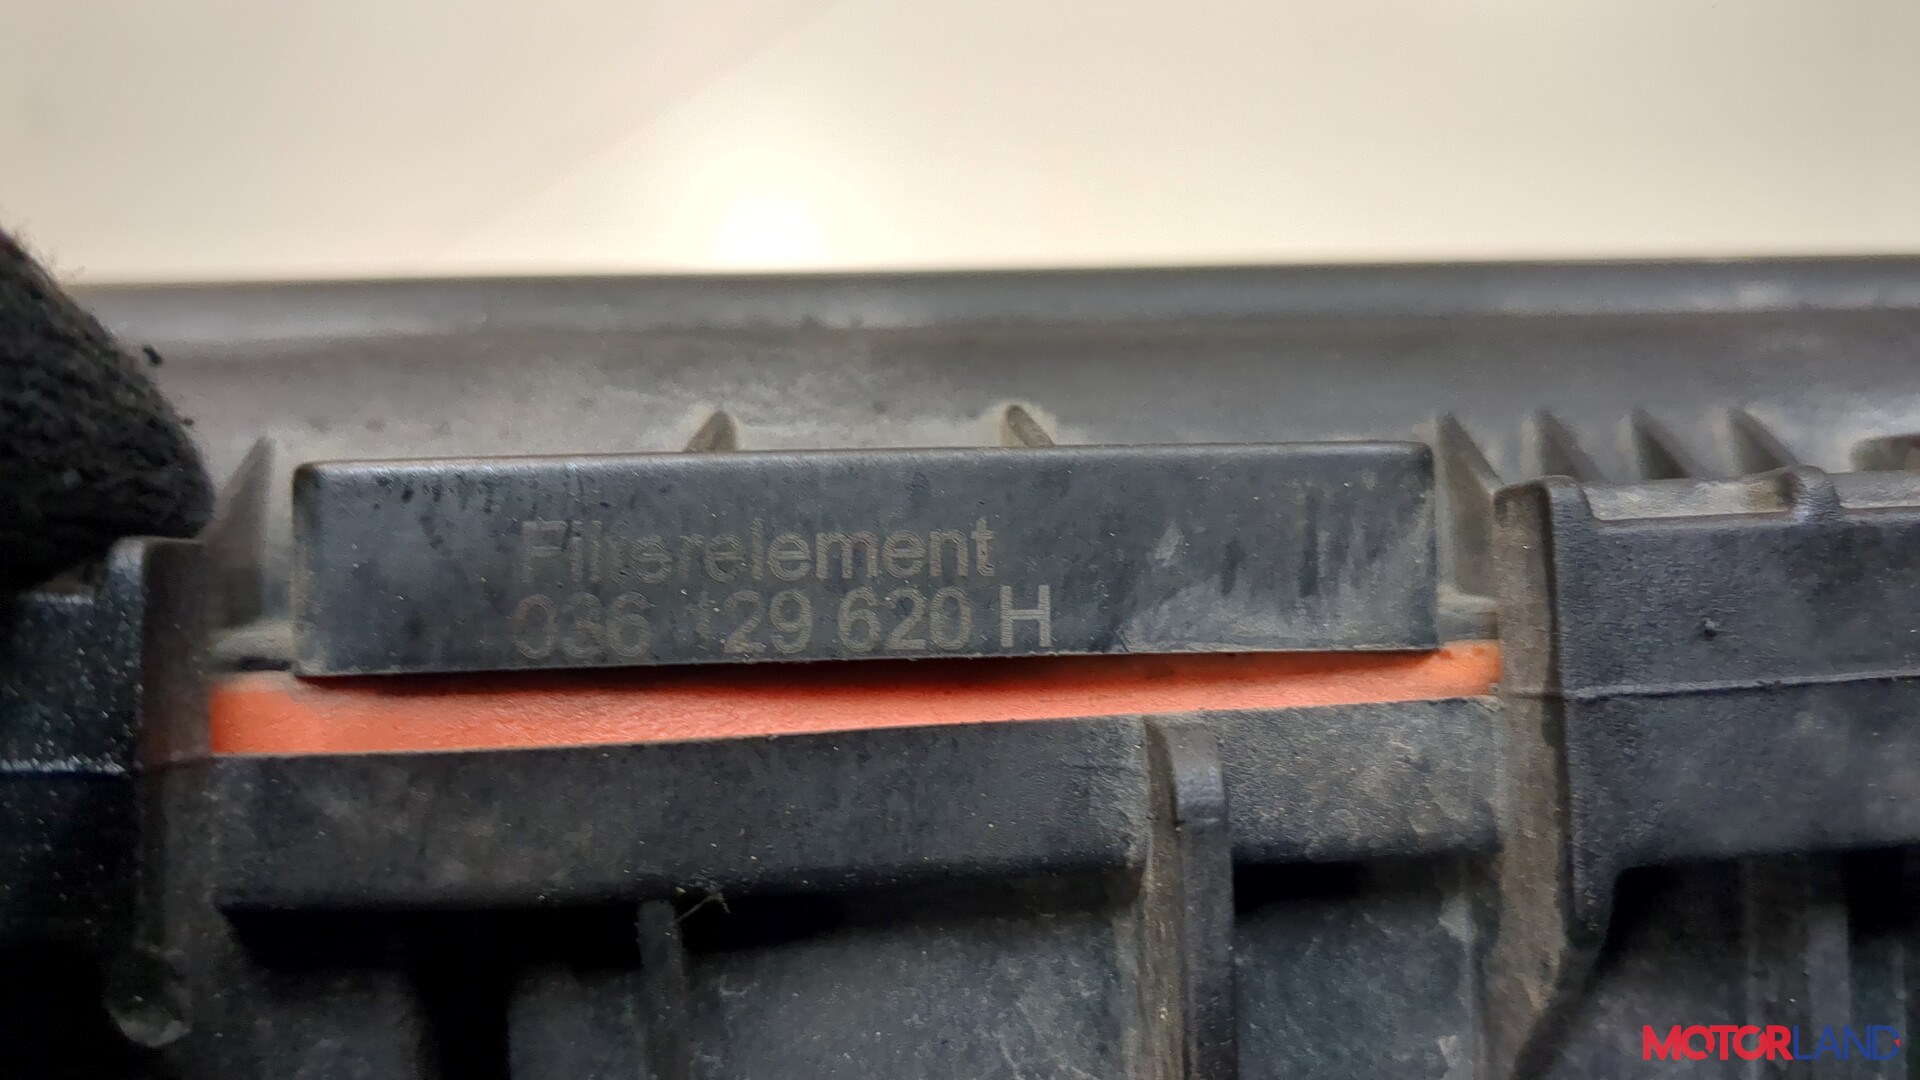 Filterelement
036 129 620 H
MOTORLAND